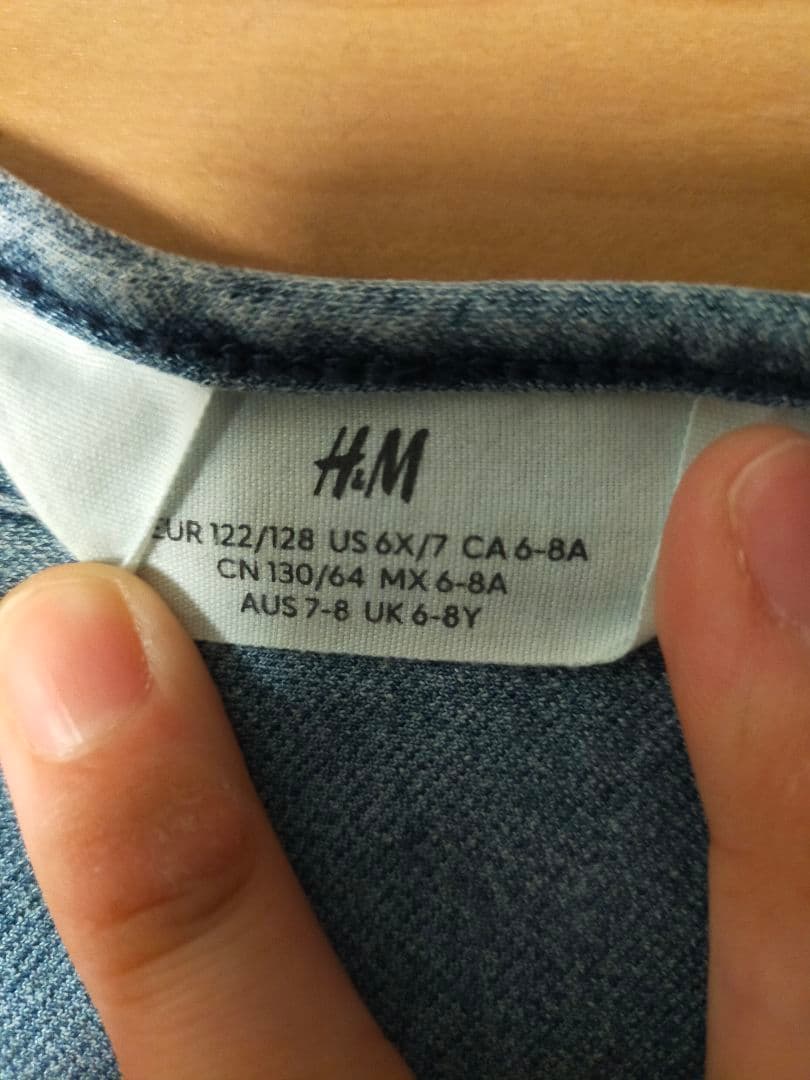 H&M
EUR 122/128 US 6X/7 CA 6-8A
CN 130/64 MX 6-8A
AUS 7-8 UK 6-8Y